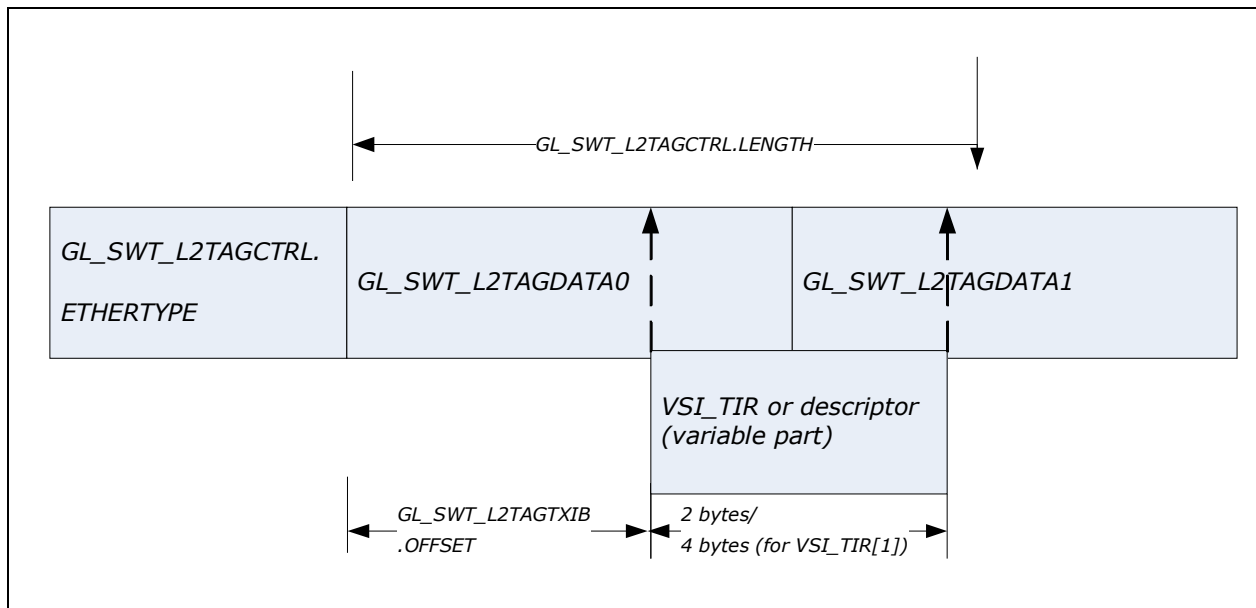 GL_SWT_L2TAGCTRL.LENGTH
GL_SWT_L2TAGCTRL.
ETHERTYPE
GL_SWT_L2TAGDATA0
GL_SWT_L2TAGDATA1
VSI_TIR or descriptor
(variable part)
GL_SWT_L2TAGTXIB
.OFFSET
2 bytes/
4 bytes (for VSI_TIR[1])